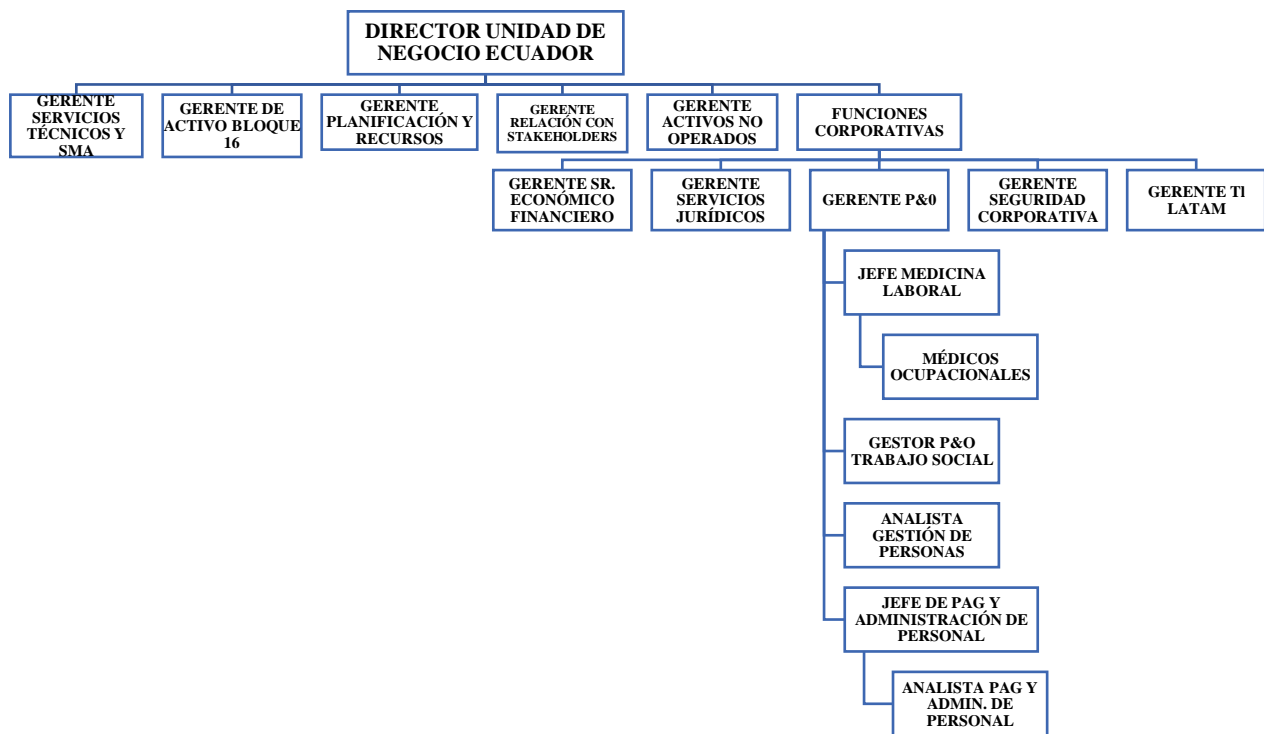 DIRECTOR UNIDAD DE
NEGOCIO ECUADOR
GERENTE
SERVICIOS
TÉCNICOS Y
SMA
GERENTE DE
ACTIVO BLOQUE
16
GERENTE
PLANIFICACIÓN Y
RECURSOS
GERENTE
RELACIÓN CON
STAKEHOLDERS
GERENTE
ACTIVOS NO
OPERADOS
FUNCIONES
CORPORATIVAS
GERENTE SR.
ECONÓMICO
FINANCIERO
GERENTE
SERVICIOS
JURÍDICOS
GERENTE P&0
GERENTE
SEGURIDAD
CORPORATIVA
GERENTE TI
LATAM
JEFE MEDICINA
LABORAL
MÉDICOS
OCUPACIONALES
GESTOR P&O
TRABAJO SOCIAL
ANALISTA
GESTIÓN DE
PERSONAS
JEFE DE PAG Y
ADMINISTRACIÓN DE
PERSONAL
ANALISTA PAG Y
ADMIN. DE
PERSONAL